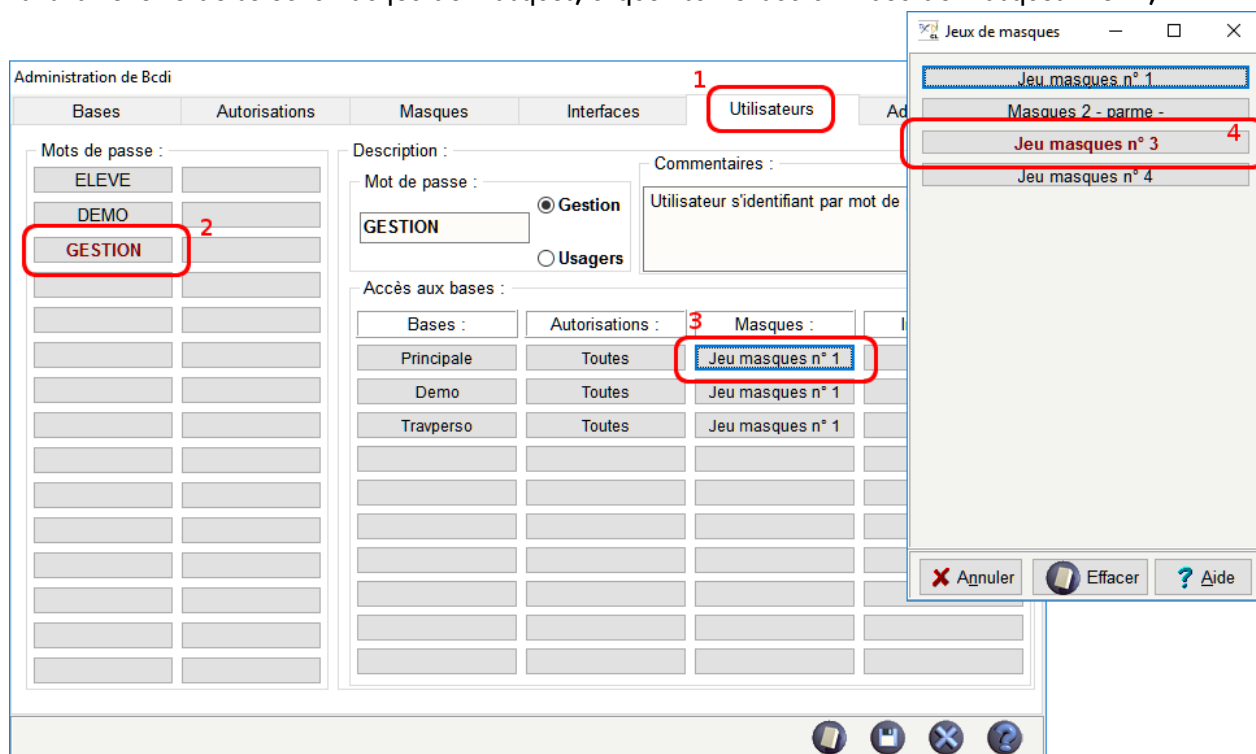 Jeux de masques
Administration de Bcdi
1
Bases Autorisations Masques Interfaces Utilisateurs Ad
Jeu masques n° 1
Masques 2 - parme -
Jeu masques n° 3
4
Jeu masques n° 4
Mots de passe :
ELEVE
DEMO
2
GESTION
Description :
Mot de passe :
GESTION
Gestion
Usagers
Commentaires :
Utilisateur s'identifiant par mot de
Accès aux bases :
3
Bases : Autorisations : Masques :
Principale Toutes Jeu masques n° 1
Demo Toutes Jeu masques n° 1
Travperso Toutes Jeu masques n° 1
Annuler Effacer ? Aide